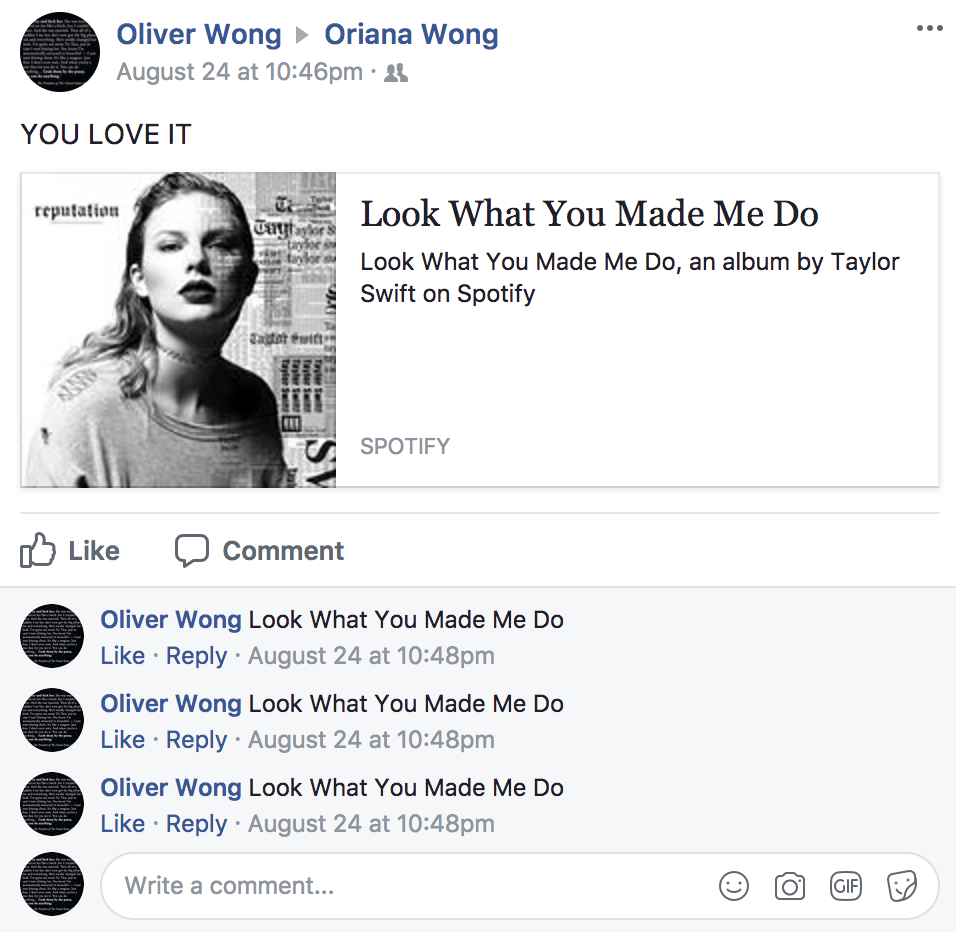 Oliver Wong ▶ Oriana Wong
August 24 at 10:46pm ·
YOU LOVE IT
reputation
Look What You Made Me Do
Look What You Made Me Do, an album by Taylor
Swift on Spotify
SPOTIFY
Taylor Swift
Like Comment
Oliver Wong Look What You Made Me Do
Like · Reply · August 24 at 10:48pm
Oliver Wong Look What You Made Me Do
Like · Reply · August 24 at 10:48pm
Oliver Wong Look What You Made Me Do
Like · Reply · August 24 at 10:48pm
Write a comment...
GIF